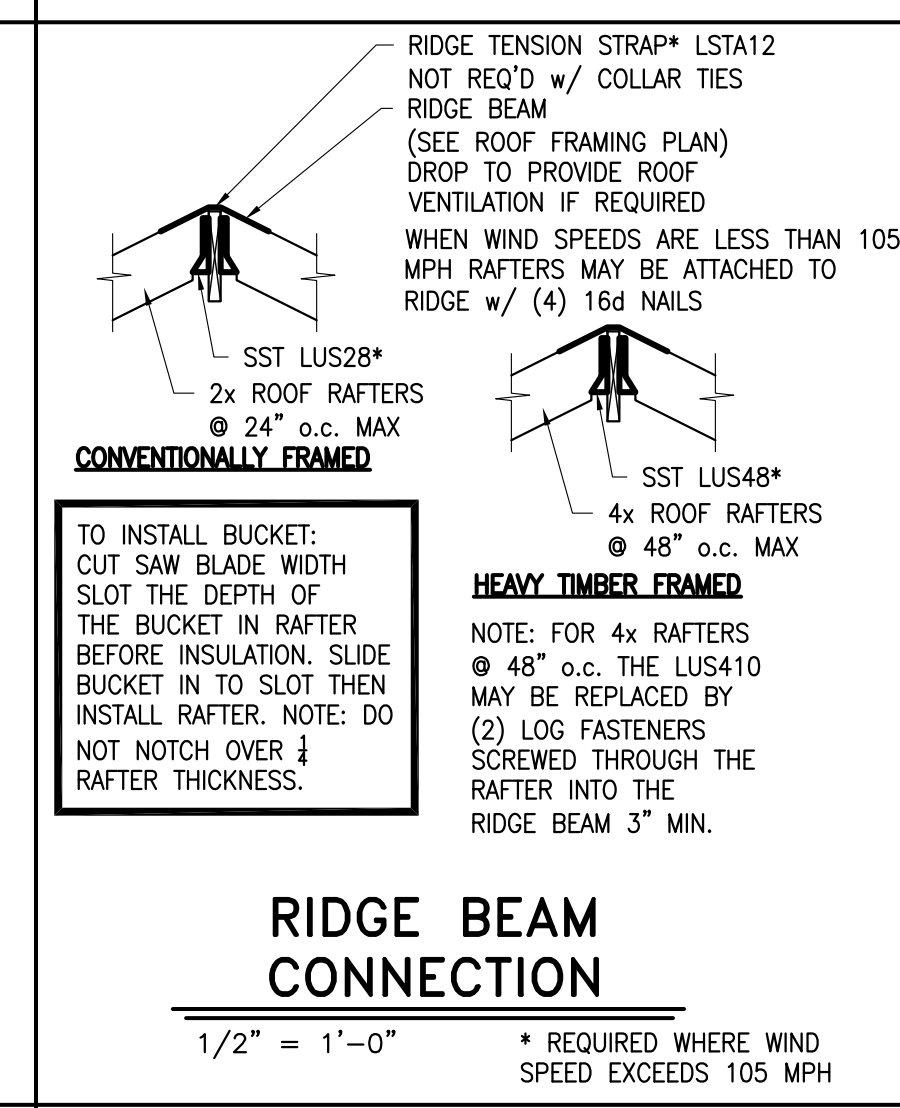 RIDGE TENSION STRAP* LSTA12
NOT REQ'D w/ COLLAR TIES
RIDGE BEAM
(SEE ROOF FRAMING PLAN)
DROP TO PROVIDE ROOF
VENTILATION IF REQUIRED
WHEN WIND SPEEDS ARE LESS THAN 105
MPH RAFTERS MAY BE ATTACHED TO
RIDGE w/ (4) 16d NAILS
SST LUS28*
2x ROOF RAFTERS
@ 24" o.c. MAX
CONVENTIONALLY FRAMED
SST LUS48*
4x ROOF RAFTERS
@ 48" o.c. MAX
HEAVY TIMBER FRAMED
TO INSTALL BUCKET:
CUT SAW BLADE WIDTH
SLOT THE DEPTH OF
THE BUCKET IN RAFTER
BEFORE INSULATION. SLIDE
BUCKET IN TO SLOT THEN
INSTALL RAFTER. NOTE: DO
NOT NOTCH OVER 1/4
RAFTER THICKNESS.
NOTE: FOR 4x RAFTERS
@ 48" o.c. THE LUS410
MAY BE REPLACED BY
(2) LOG FASTENERS
SCREWED THROUGH THE
RAFTER INTO THE
RIDGE BEAM 3" MIN.
RIDGE BEAM
CONNECTION
1/2" = 1'-0"
* REQUIRED WHERE WIND
SPEED EXCEEDS 105 MPH